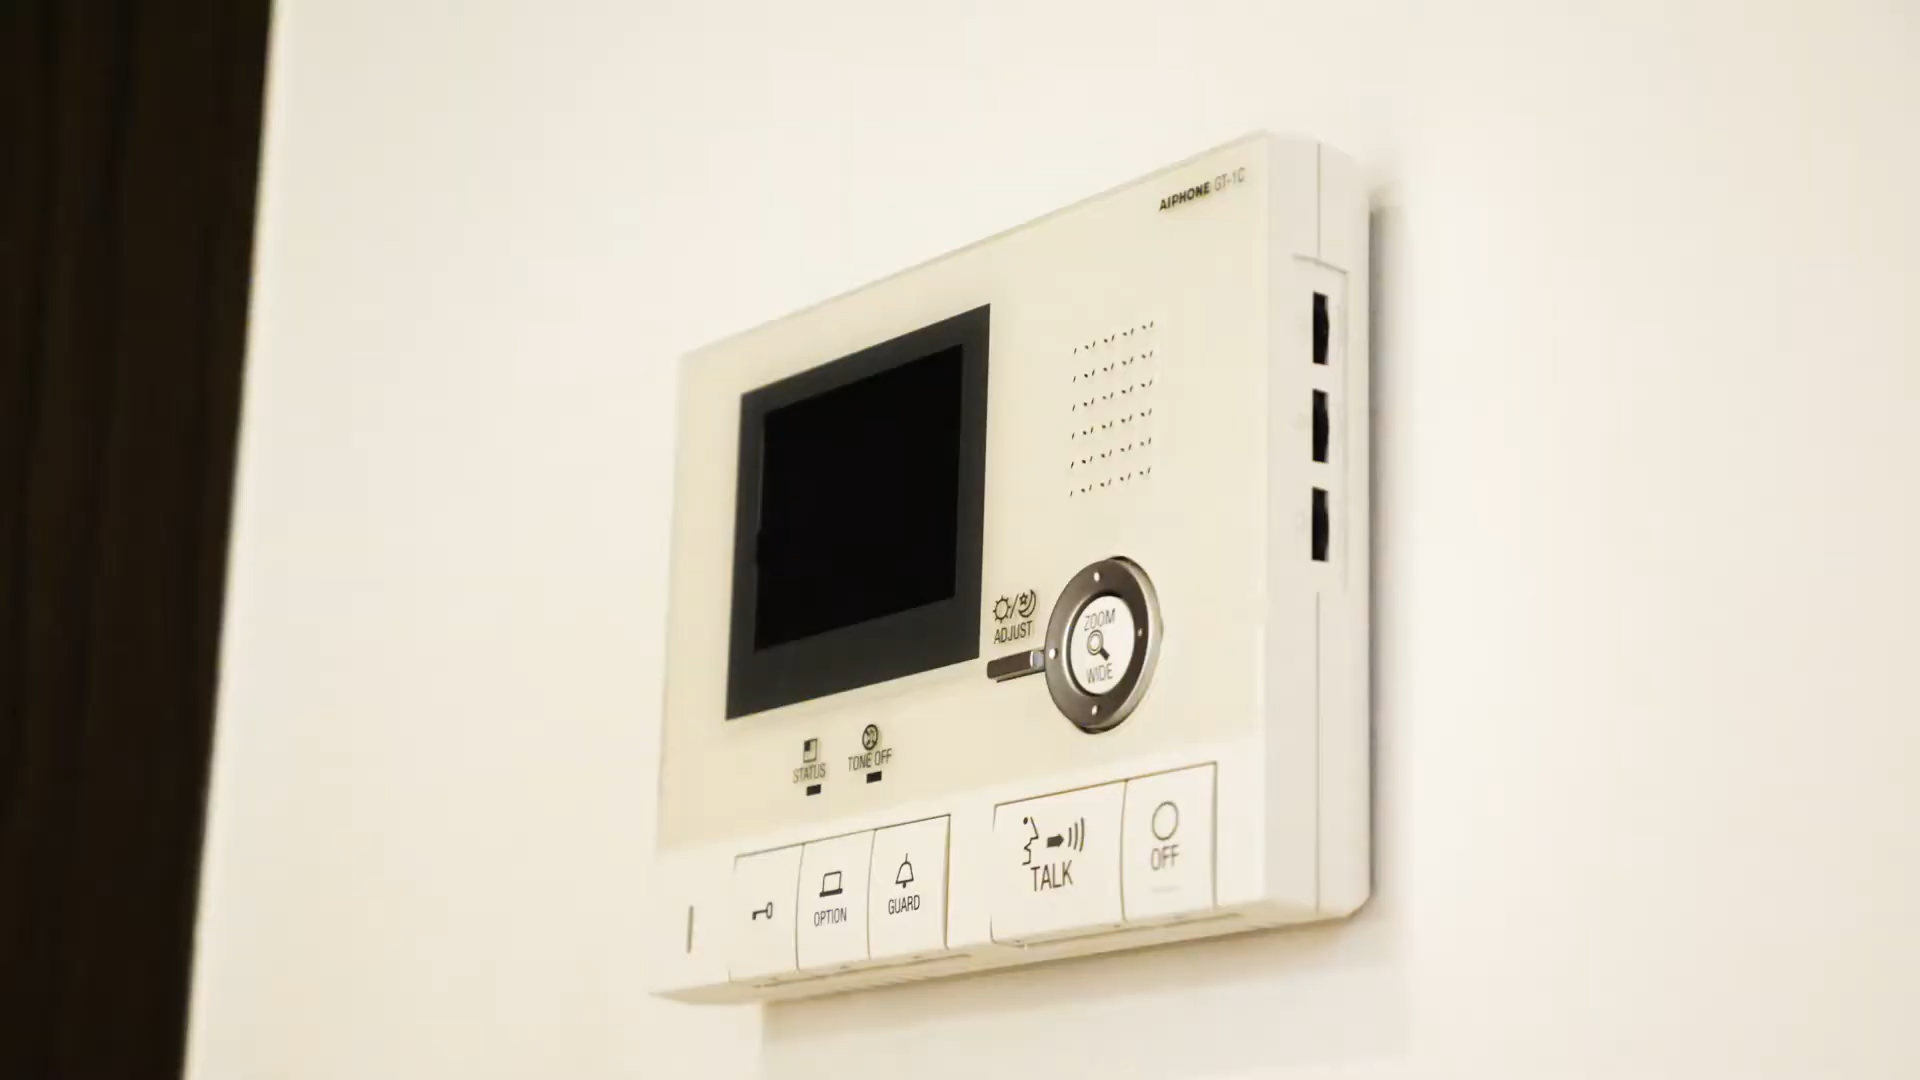 AIPHONE GT-1C
ADJUST
ZOOM
WIDE
STATUS
TONE OFF
OPTION
GUARD
TALK
OFF